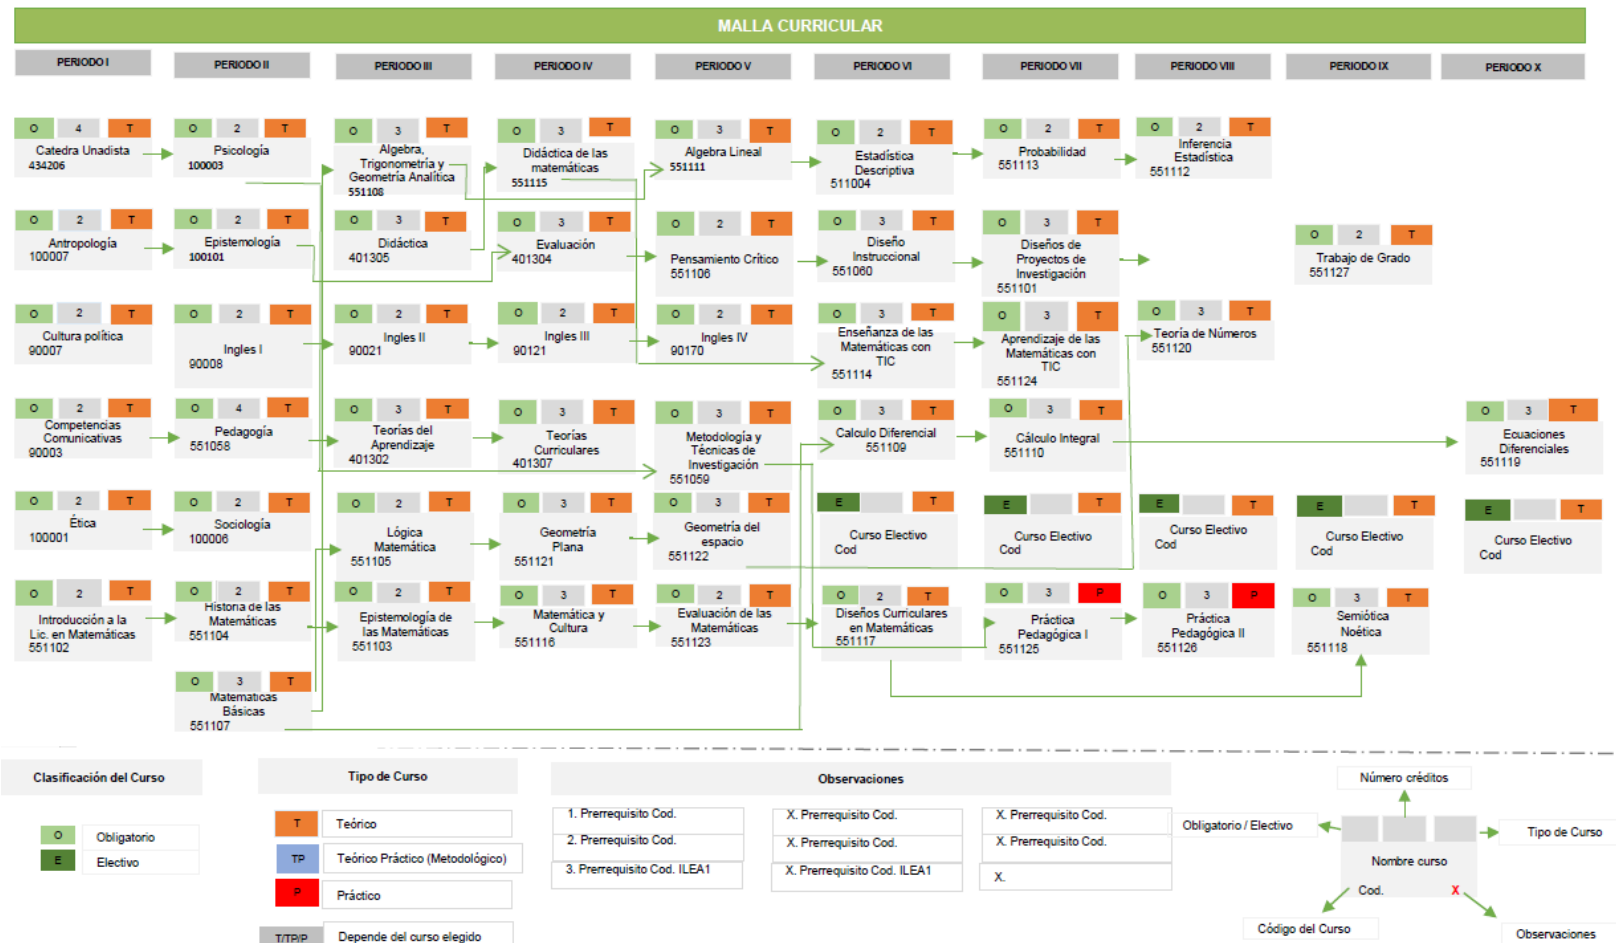 MALLA CURRICULAR
PERIODO I
PERIODO II
PERIODO III
PERIODO IV
PERIODO V
PERIODO VI
PERIODO VII
PERIODO VIII
PERIODO IX
PERIODO X
O 4 T
Catedra Unadista
434206
O 2 T
Psicología
100003
O 3 T
Algebra,
Trigonometría y
Geometría Analítica
551108
O 3 T
Didáctica de las
matemáticas
551115
O 3 T
Algebra Lineal
551111
O 2 T
Estadística
Descriptiva
511004
O 2 T
Probabilidad
551113
O 2 T
Inferencia
Estadística
551112
O 2 T
Antropología
100007
O 2 T
Epistemología
100101
O 3 T
Didáctica
401305
O 3 T
Evaluación
401304
O 2 T
Pensamiento Crítico
551106
O 3 T
Diseño
Instruccional
551060
O 3 T
Diseños de
Proyectos de
Investigación
551101
O 2 T
Trabajo de Grado
551127
O 2 T
Cultura política
90007
O 2 T
Ingles I
90008
O 2 T
Ingles II
90021
O 2 T
Ingles III
90121
O 2 T
Ingles IV
90170
O 3 T
Enseñanza de las
Matemáticas con
TIC
551114
O 3 T
Aprendizaje de las
Matemáticas con
TIC
551124
O 3 T
Teoría de Números
551120
O 2 T
Competencias
Comunicativas
90003
O 4 T
Pedagogía
551058
O 3 T
Teorías del
Aprendizaje
401302
O 3 T
Teorías
Curriculares
401307
O 3 T
Metodología y
Técnicas de
Investigación
551059
O 3 T
Calculo Diferencial
551109
O 3 T
Cálculo Integral
551110
O 3 T
Ecuaciones
Diferenciales
551119
O 2 T
Ética
100001
O 2 T
Sociología
100006
O 2 T
Lógica
Matemática
551105
O 3 T
Geometría
Plana
551121
O 3 T
Geometría del
espacio
551122
E T
Curso Electivo
Cod
E T
Curso Electivo
Cod
E T
Curso Electivo
Cod
E T
Curso Electivo
Cod
E T
Curso Electivo
Cod
O 2 T
Introducción a la
Lic. en Matemáticas
551102
O 2 T
Historia de las
Matemáticas
551104
O 2 T
Epistemología de
las Matemáticas
551103
O 3 T
Matemática y
Cultura
551116
O 2 T
Evaluación de las
Matemáticas
551123
O 2 T
Diseños Curriculares
en Matemáticas
551117
O 3 P
Práctica
Pedagógica I
551125
O 3 P
Práctica
Pedagógica II
551126
O 3 T
Semiótica
Noética
551118
O 3 T
Matematicas
Básicas
551107
Clasificación del Curso
O Obligatorio
E Electivo
Tipo de Curso
T Teórico
TP Teórico Práctico (Metodológico)
P Práctico
T/TP/P Depende del curso elegido
Observaciones
1. Prerrequisito Cod.
X. Prerrequisito Cod.
X. Prerrequisito Cod.
2. Prerrequisito Cod.
X. Prerrequisito Cod.
X. Prerrequisito Cod.
3. Prerrequisito Cod. ILEA1
X. Prerrequisito Cod. ILEA1
X.
Número créditos
Obligatorio / Electivo
Tipo de Curso
Nombre curso
Cod. X
Código del Curso
Observaciones